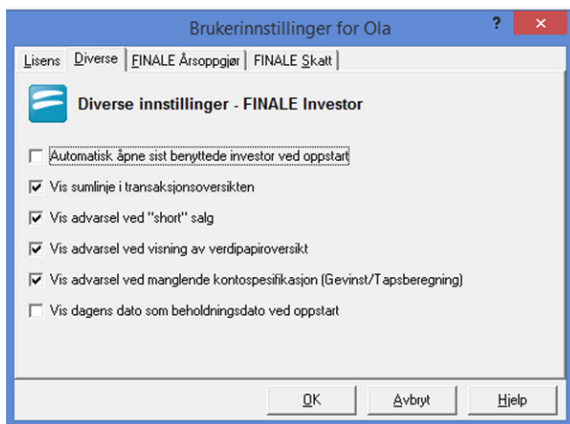 Brukerinnstillinger for Ola ? ×
Lisens Diverse FINALE Årsoppgjør FINALE Skatt
Diverse innstillinger - FINALE Investor
Automatisk åpne sist benyttede investor ved oppstart
Vis sumlinje i transaksjonsoversikten
Vis advarsel ved "short" salg
Vis advarsel ved visning av verdipapiroversikt
Vis advarsel ved manglende kontospesifikasjon (Gevinst/Tapsberegning)
Vis dagens dato som beholdningsdato ved oppstart
OK Avbryt Hjelp